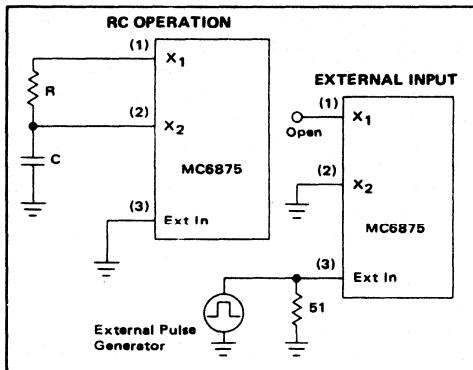 RC OPERATION
(1)
X1
R
(2)
X2
C
MC6875
(3)
Ext In
EXTERNAL INPUT
(1)
X1
Open
(2)
X2
MC6875
(3)
Ext In
51
External Pulse
Generator